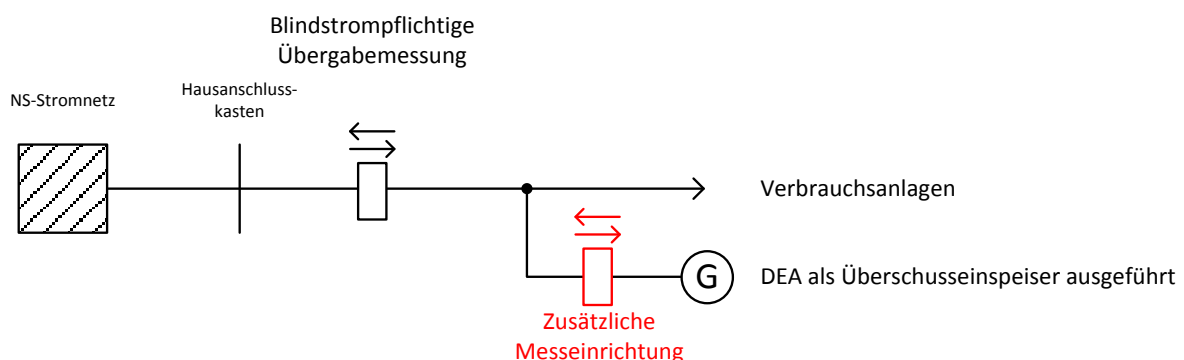 Blindstrompflichtige
Übergabemessung
NS-Stromnetz
Hausanschluss-
kasten
Verbrauchsanlagen
G
DEA als Überschusseinspeiser ausgeführt
Zusätzliche
Messeinrichtung